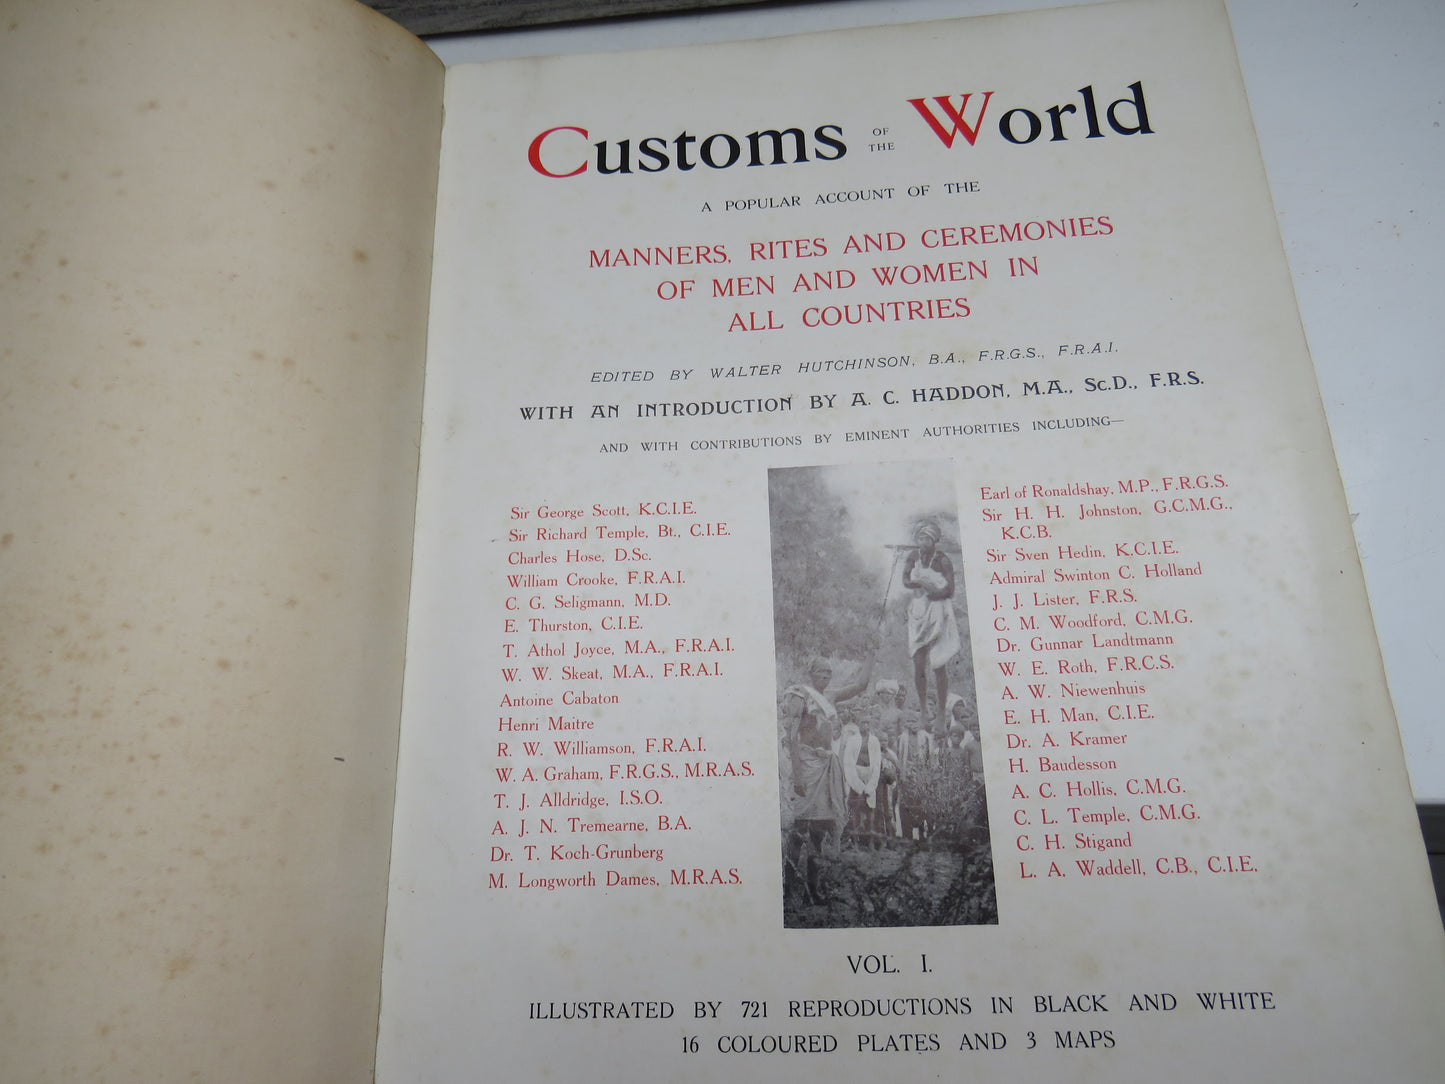 Customs OF THE World
A POPULAR ACCOUNT OF THE
MANNERS, RITES AND CEREMONIES
OF MEN AND WOMEN IN
ALL COUNTRIES
EDITED BY WALTER HUTCHINSON, B.A., F.R.G.S., F.R.A.I.
WITH AN INTRODUCTION BY A. C. HADDON, M.A., Sc.D., F.R.S.
AND WITH CONTRIBUTIONS BY EMINENT AUTHORITIES INCLUDING—
Sir George Scott, K.C.I.E.
Sir Richard Temple, Bt., C.I.E.
Charles Hose, D.Sc.
William Crooke, F.R.A.I.
C. G. Seligmann, M.D.
E. Thurston, C.I.E.
T. Athol Joyce, M.A., F.R.A.I.
W. W. Skeat, M.A., F.R.A.I.
Antoine Cabaton
Henri Maitre
R. W. Williamson, F.R.A.I.
W. A. Graham, F.R.G.S., M.R.A.S.
T. J. Alldridge, I.S.O.
A. J. N. Tremearne, B.A.
Dr. T. Koch-Grunberg
M. Longworth Dames, M.R.A.S.
Earl of Ronaldshay, M.P., F.R.G.S.
Sir H. H. Johnston, G.C.M.G.,
K.C.B.
Sir Sven Hedin, K.C.I.E.
Admiral Swinton C. Holland
J. J. Lister, F.R.S.
C. M. Woodford, C.M.G.
Dr. Gunnar Landtmann
W. E. Roth, F.R.C.S.
A. W. Niewenhuis
E. H. Man, C.I.E.
Dr. A. Kramer
H. Baudesson
A. C. Hollis, C.M.G.
C. L. Temple, C.M.G.
C. H. Stigand
L. A. Waddell, C.B., C.I.E.
VOL. I.
ILLUSTRATED BY 721 REPRODUCTIONS IN BLACK AND WHITE
16 COLOURED PLATES AND 3 MAPS